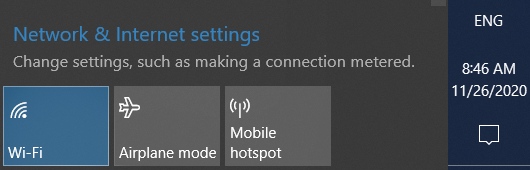 Network & Internet settings
Change settings, such as making a connection metered.
Wi-Fi
Airplane mode
Mobile
hotspot
ENG
8:46 AM
11/26/2020